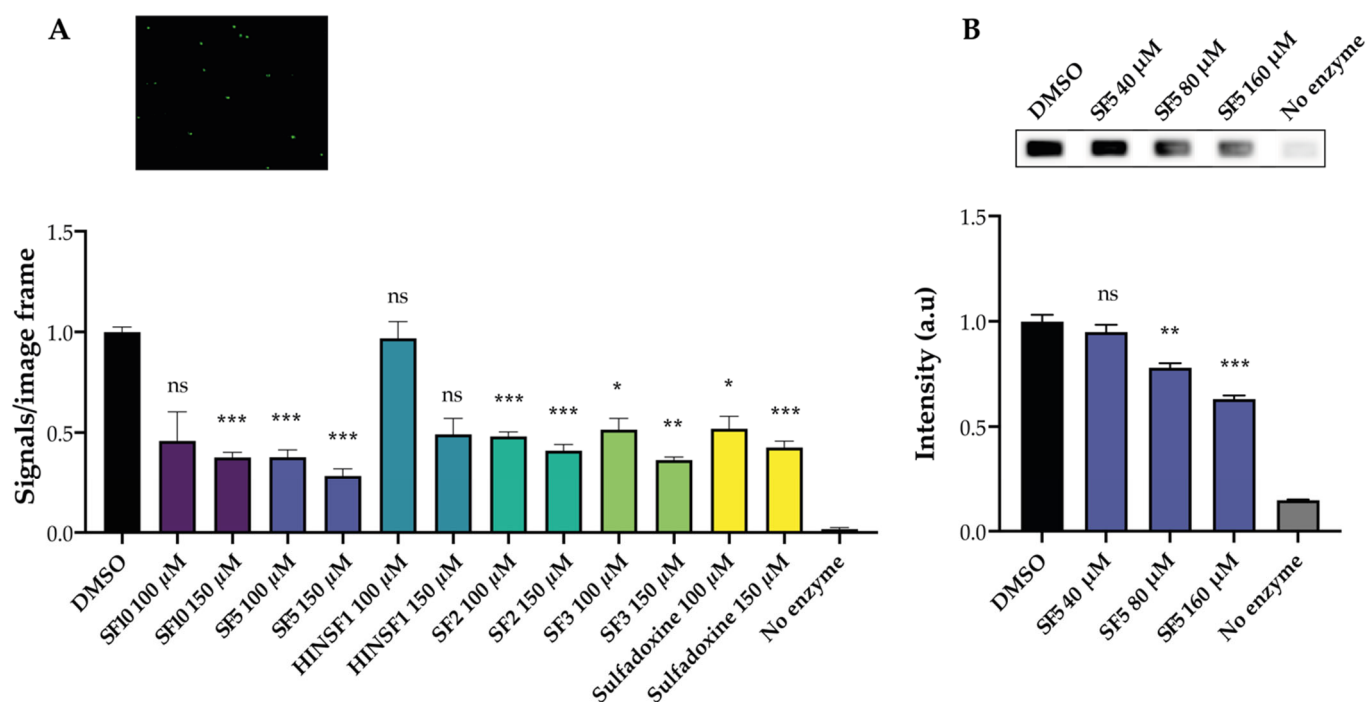 A
Signals/image frame
1.5
1.0
0.5
0.0
ns
***
***
***
ns
ns
***
***
*
**
*
***
DMSO
SF10 100 μM
SF10 150 μM
SF5 100 μM
SF5 150 μM
HINSF1 100 μM
HINSF1 150 μM
SF2 100 μM
SF2 150 μM
SF3 100 μM
SF3 150 μM
Sulfadoxine 100 μM
Sulfadoxine 150 μM
No enzyme
B
DMSO
SF5 40 μM
SF5 80 μM
SF5 160 μM
No enzyme
Intensity (a.u)
1.5
1.0
0.5
0.0
ns
**
***
DMSO
SF5 40 μM
SF5 80 μM
SF5 160 μM
No enzyme